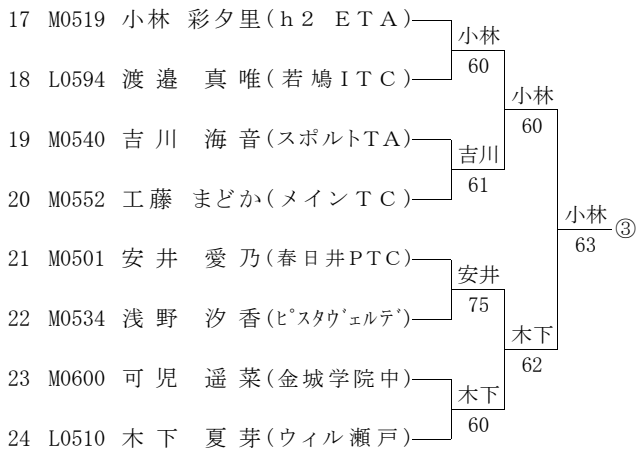 17 M0519 小林 彩夕里(h2 ETA)
小林
18 L0594 渡邉 真唯(若鳩ITC)
60
小林
19 M0540 吉川 海音(スポルトTA)
60
吉川
20 M0552 工藤 まどか(メインTC)
61
小林
63
③
21 M0501 安井 愛乃(春日井PTC)
安井
22 M0534 浅野 汐香(ﾋﾟｽﾀｳﾞｪﾙﾃﾞ)
75
木下
23 M0600 可児 遥菜(金城学院中)
62
木下
24 L0510 木下 夏芽(ウィル瀬戸)
60